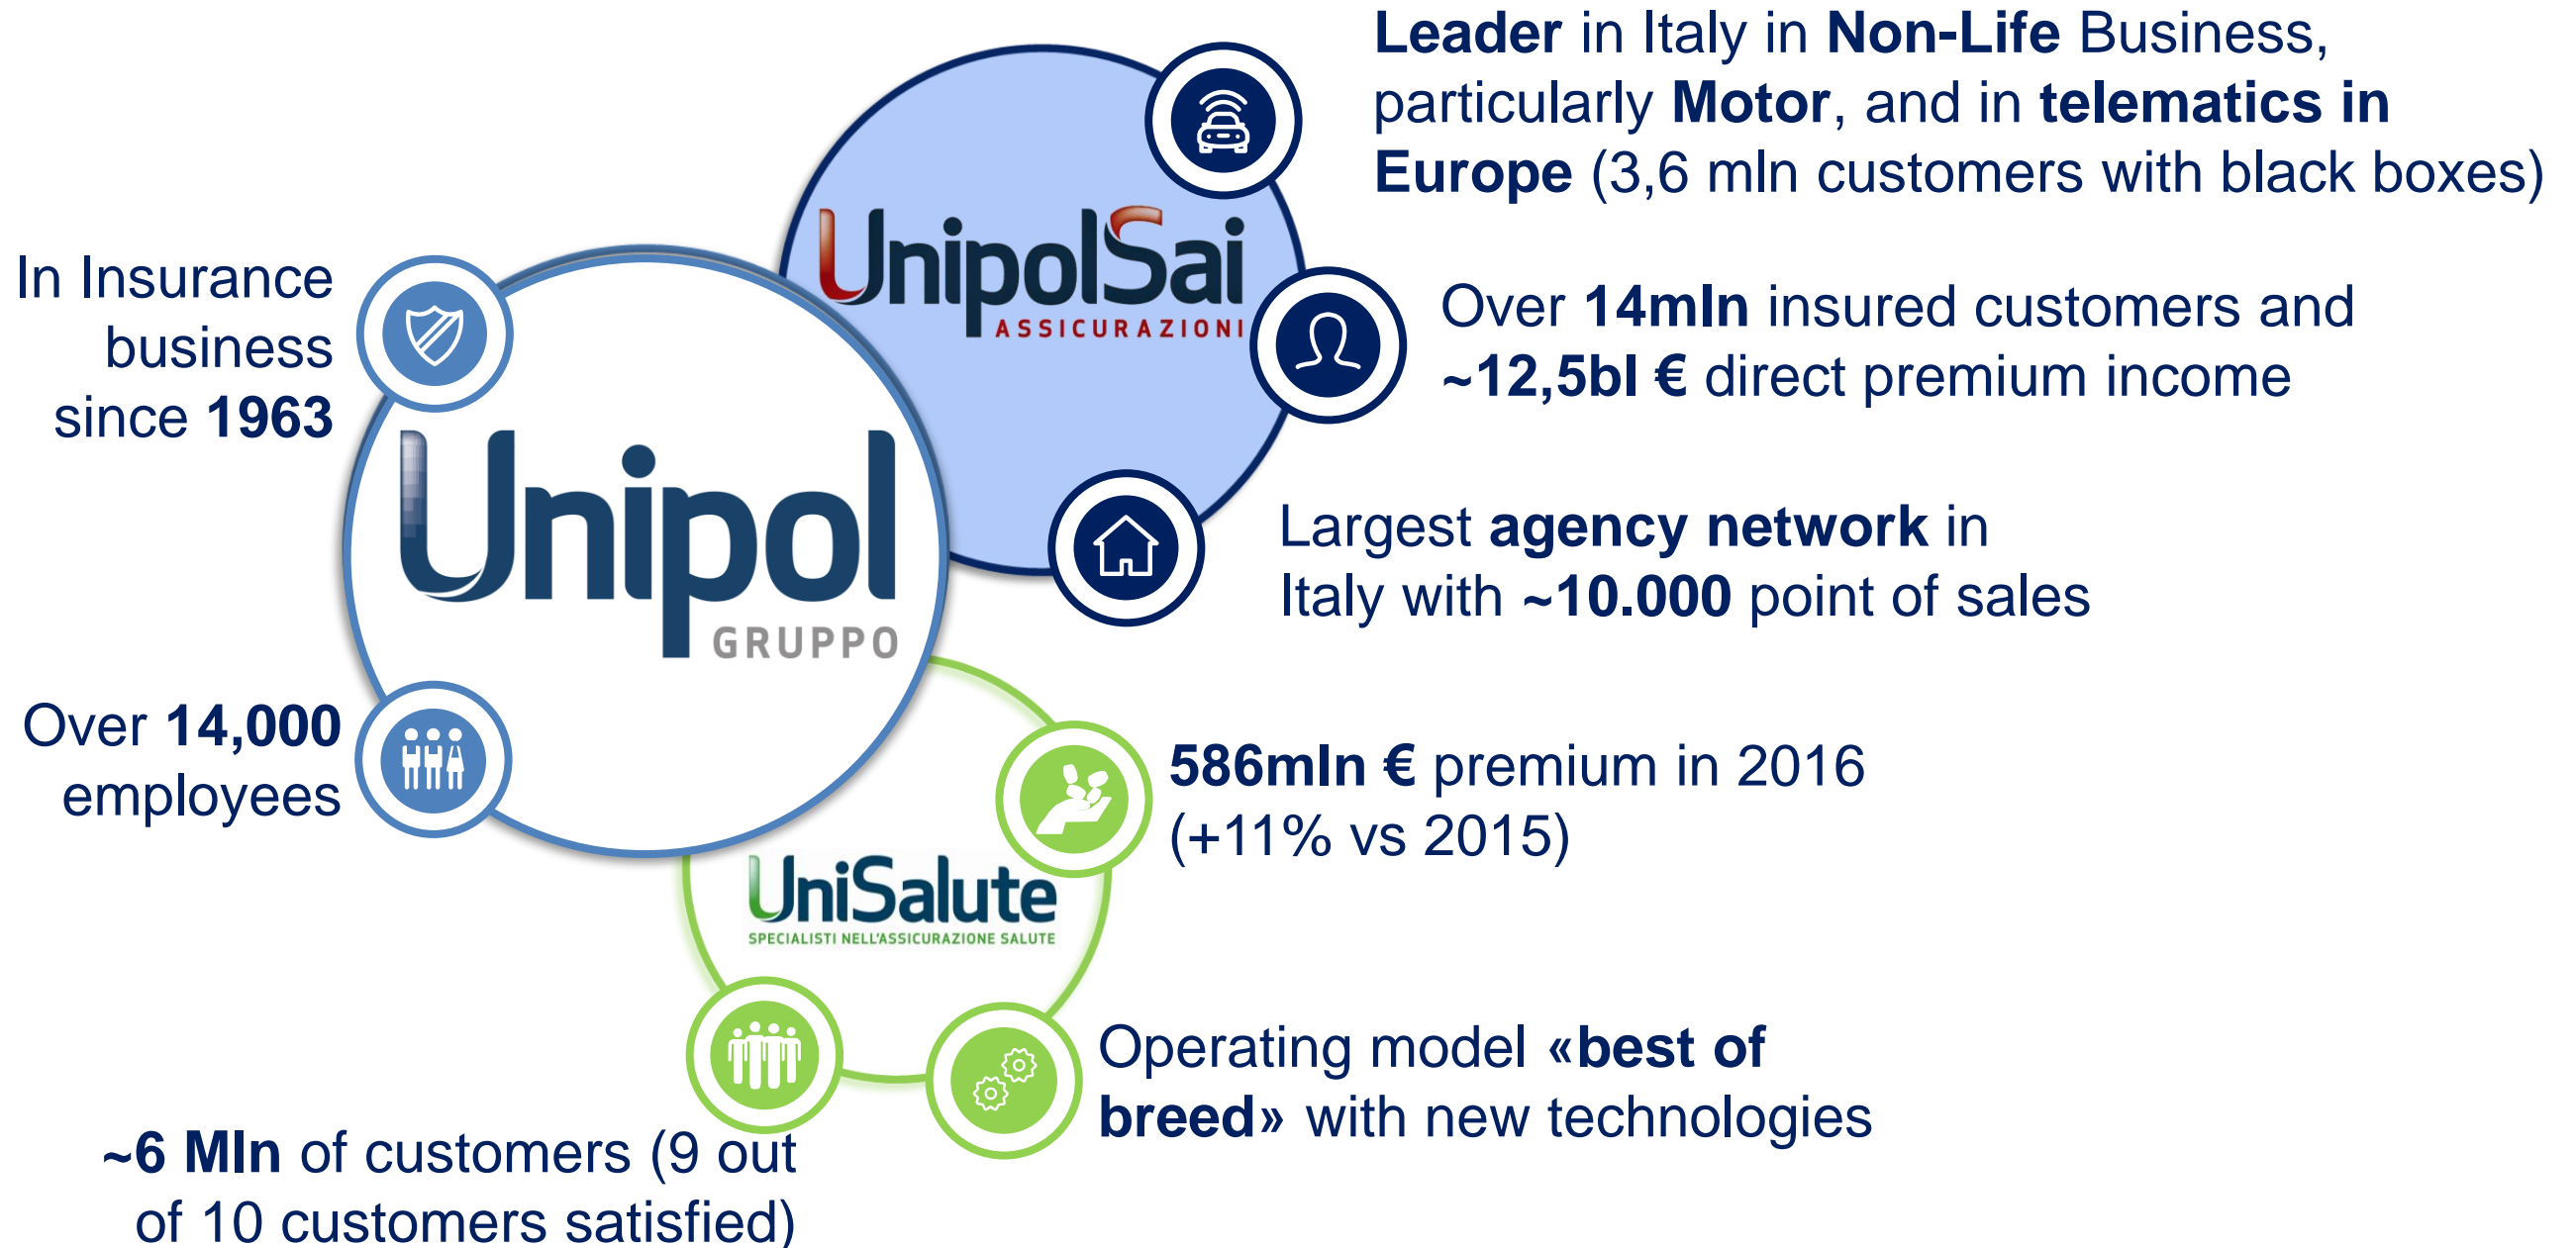 Leader in Italy in Non-Life Business,
particularly Motor, and in telematics in
Europe (3,6 mln customers with black boxes)
UnipolSai
ASSICURAZIONI
In Insurance
business
since 1963
Over 14mln insured customers and
~12,5bl € direct premium income
Unipol
GRUPPO
Largest agency network in
Italy with ~10.000 point of sales
Over 14,000
employees
586mln € premium in 2016
(+11% vs 2015)
UniSalute
SPECIALISTI NELL'ASSICURAZIONE SALUTE
Operating model «best of
breed» with new technologies
~6 Mln of customers (9 out
of 10 customers satisfied)